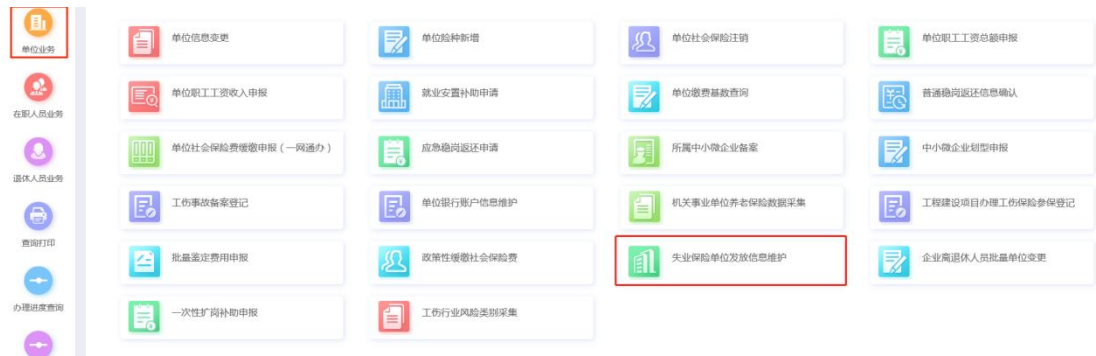 单位业务
在职人员业务
退休人员业务
查询打印
办理进度查询
单位信息变更
单位险种新增
单位社会保险注销
单位职工工资总额申报
单位职工工资收入申报
就业安置补助申请
单位缴费基数查询
普通稳岗返还信息确认
单位社会保险费缓缴申报（一网通办）
应急稳岗返还申请
所属中小微企业备案
中小微企业划型申报
工伤事故备案登记
单位银行账户信息维护
机关事业单位养老保险数据采集
工程建设项目办理工伤保险参保登记
批量鉴定费用申报
政策性缓缴社会保险费
失业保险单位发放信息维护
企业离退休人员批量单位变更
一次性扩岗补助申报
工伤行业风险类别采集